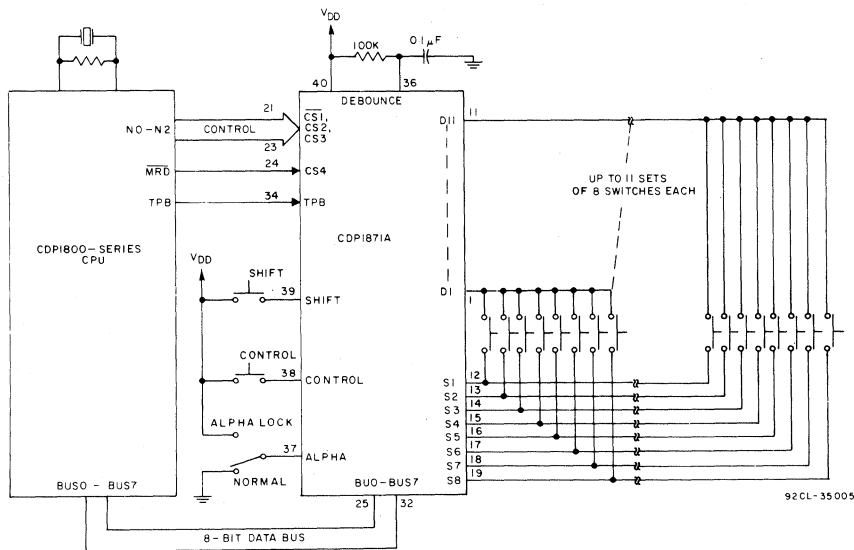 VDD
100K
0.1 μF
40
36
DEBOUNCE
21
N0-N2
CONTROL
23
CS1,
CS2,
CS3
24
MRD
CS4
34
TPB
TPB
CDP1800-SERIES
CPU
CDP1871A
D11
11
UP TO 11 SETS
OF 8 SWITCHES EACH
VDD
SHIFT
39
SHIFT
D1
1
CONTROL
38
CONTROL
ALPHA LOCK
37
ALPHA
NORMAL
S1
12
S2
13
S3
14
S4
15
S5
16
S6
17
S7
18
S8
19
BUS0 - BUS7
BU0-BUS7
25
32
8-BIT DATA BUS
92CL-35005